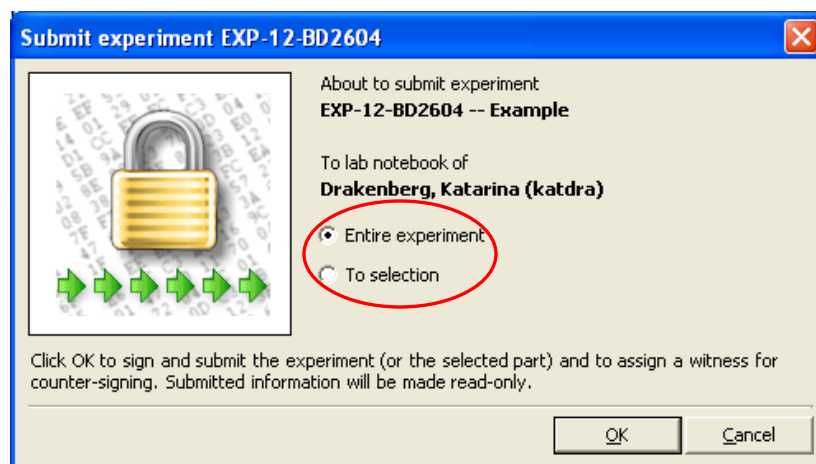 Submit experiment EXP-12-BD2604
About to submit experiment
EXP-12-BD2604 -- Example
To lab notebook of
Drakenberg, Katarina (katdra)
Entire experiment
To selection
Click OK to sign and submit the experiment (or the selected part) and to assign a witness for
counter-signing. Submitted information will be made read-only.
OK
Cancel